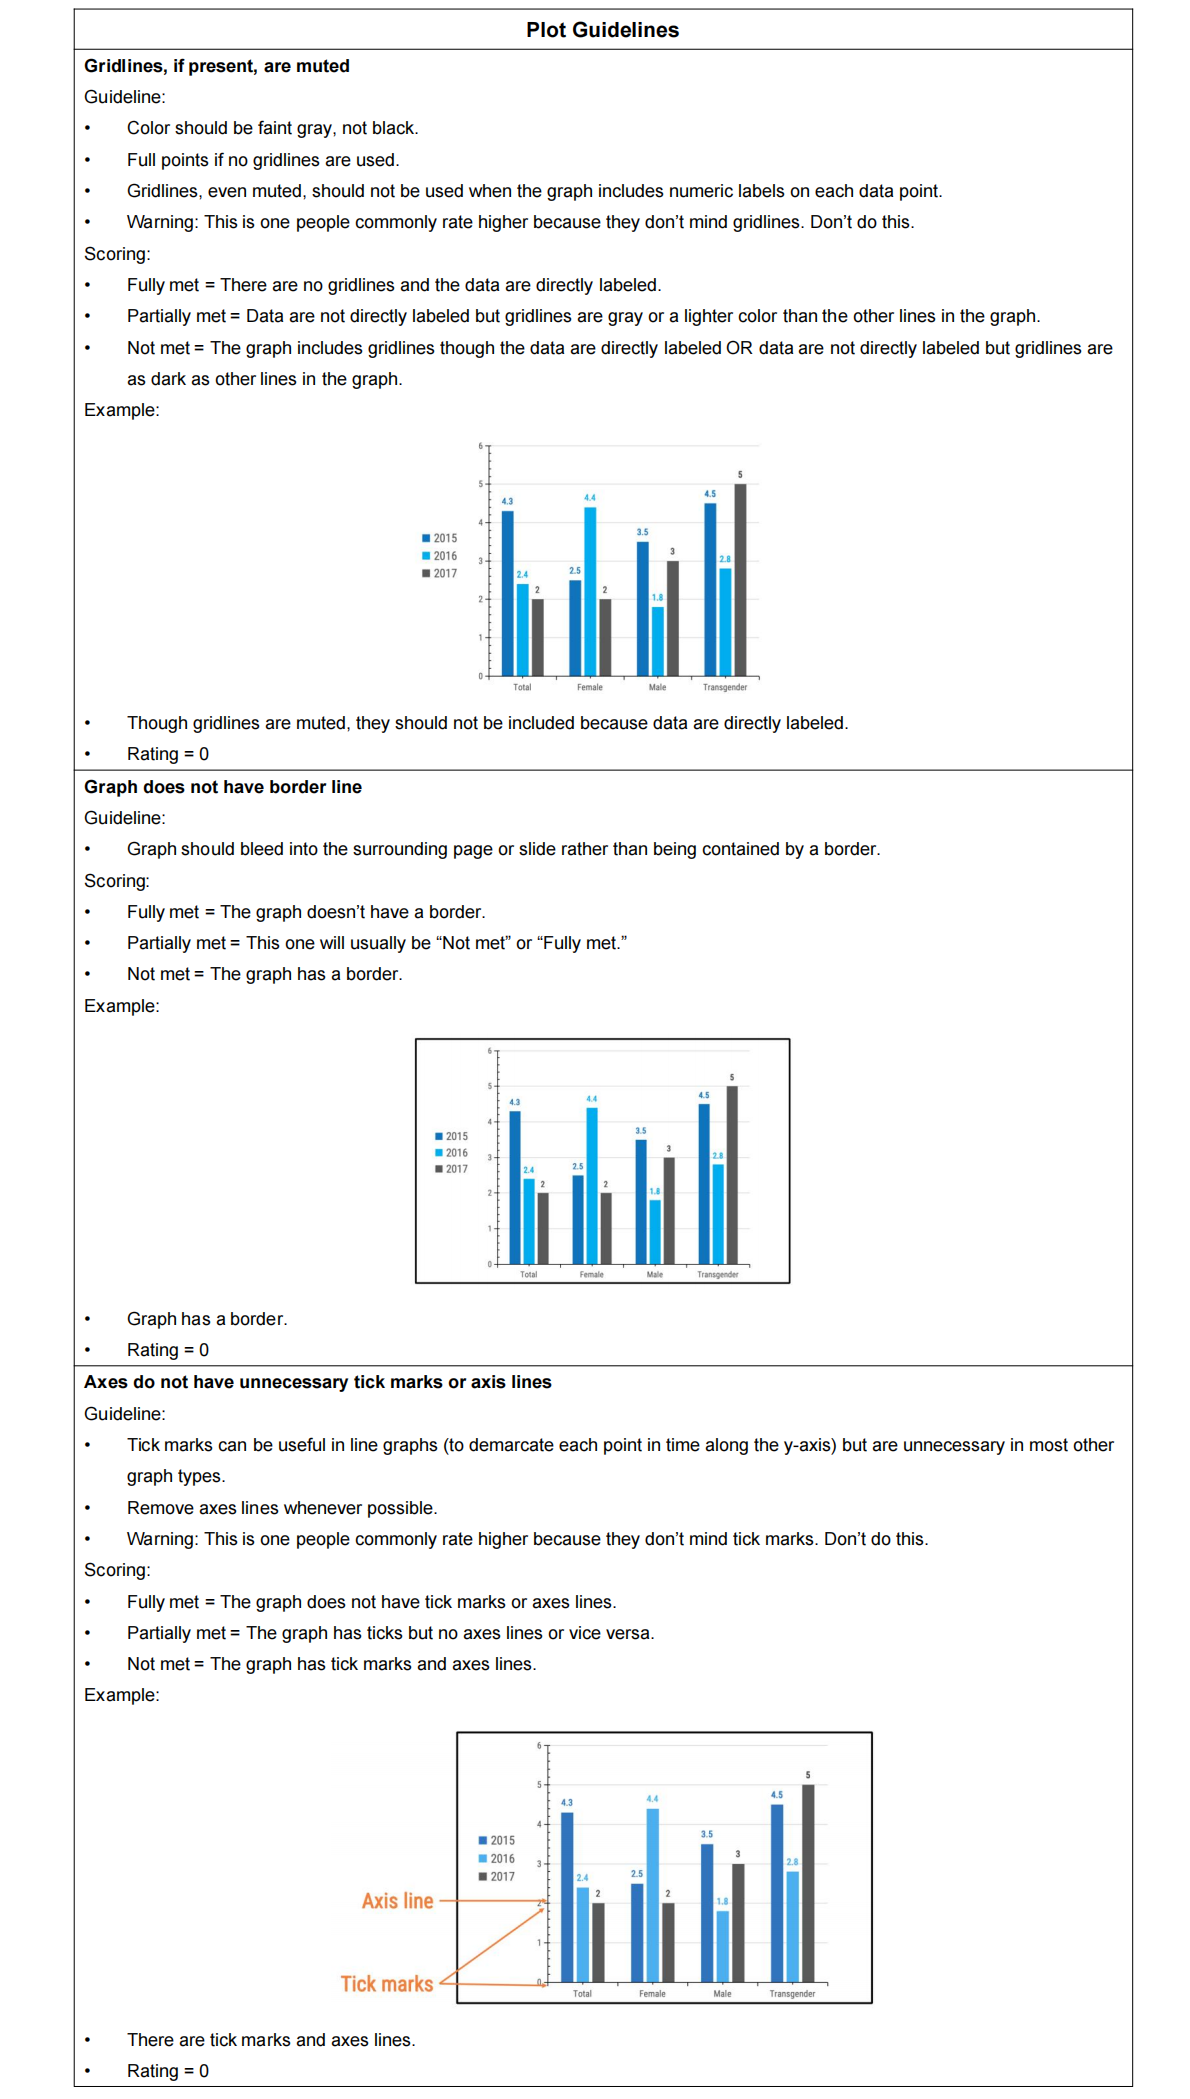 Plot Guidelines
Gridlines, if present, are muted
Guideline:
• Color should be faint gray, not black.
• Full points if no gridlines are used.
• Gridlines, even muted, should not be used when the graph includes numeric labels on each data point.
• Warning: This is one people commonly rate higher because they don’t mind gridlines. Don’t do this.
Scoring:
• Fully met = There are no gridlines and the data are directly labeled.
• Partially met = Data are not directly labeled but gridlines are gray or a lighter color than the other lines in the graph.
• Not met = The graph includes gridlines though the data are directly labeled OR data are not directly labeled but gridlines are
as dark as other lines in the graph.
Example:
6
5
4
3
2
1
0
2015
2016
2017
4.3
2.4
2
2.5
4.4
2
3.5
1.8
3
4.5
2.8
5
Total Female Male Transgender
• Though gridlines are muted, they should not be included because data are directly labeled.
• Rating = 0
Graph does not have border line
Guideline:
• Graph should bleed into the surrounding page or slide rather than being contained by a border.
Scoring:
• Fully met = The graph doesn’t have a border.
• Partially met = This one will usually be “Not met” or “Fully met.”
• Not met = The graph has a border.
Example:
6
5
4
3
2
1
0
2015
2016
2017
4.3
2.4
2
2.5
4.4
2
3.5
1.8
3
4.5
2.8
5
Total Female Male Transgender
• Graph has a border.
• Rating = 0
Axes do not have unnecessary tick marks or axis lines
Guideline:
• Tick marks can be useful in line graphs (to demarcate each point in time along the y-axis) but are unnecessary in most other
graph types.
• Remove axes lines whenever possible.
• Warning: This is one people commonly rate higher because they don’t mind tick marks. Don’t do this.
Scoring:
• Fully met = The graph does not have tick marks or axes lines.
• Partially met = The graph has ticks but no axes lines or vice versa.
• Not met = The graph has tick marks and axes lines.
Example:
6
5
4
3
2
1
0
2015
2016
2017
4.3
2.4
2
2.5
4.4
2
3.5
1.8
3
4.5
2.8
5
Axis line
Tick marks
Total Female Male Transgender
• There are tick marks and axes lines.
• Rating = 0